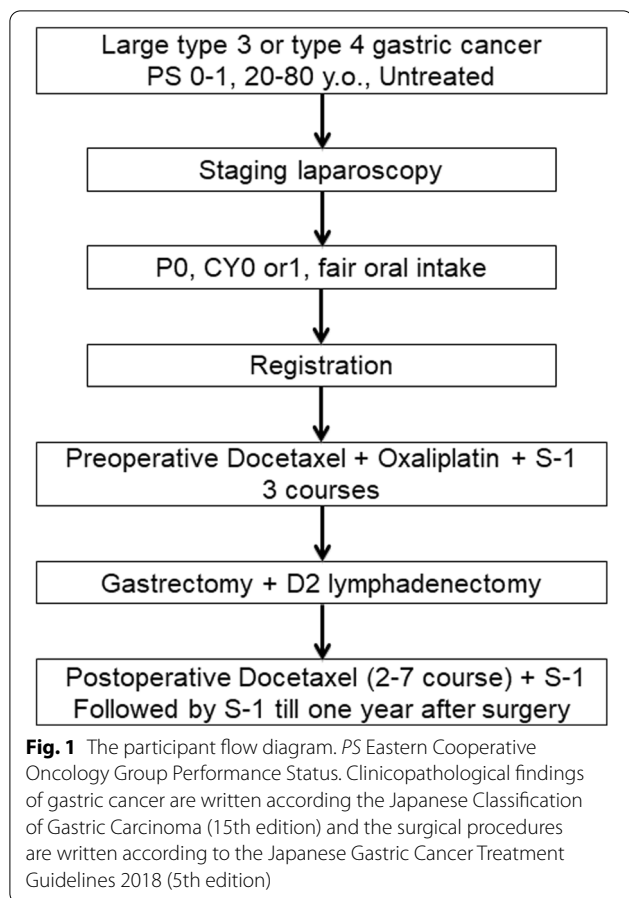 Large type 3 or type 4 gastric cancer
PS 0-1, 20-80 y.o., Untreated
Staging laparoscopy
P0, CY0 or1, fair oral intake
Registration
Preoperative Docetaxel + Oxaliplatin + S-1
3 courses
Gastrectomy + D2 lymphadenectomy
Postoperative Docetaxel (2-7 course) + S-1
Followed by S-1 till one year after surgery
Fig. 1 The participant flow diagram. PS Eastern Cooperative
Oncology Group Performance Status. Clinicopathological findings
of gastric cancer are written according the Japanese Classification
of Gastric Carcinoma (15th edition) and the surgical procedures
are written according to the Japanese Gastric Cancer Treatment
Guidelines 2018 (5th edition)